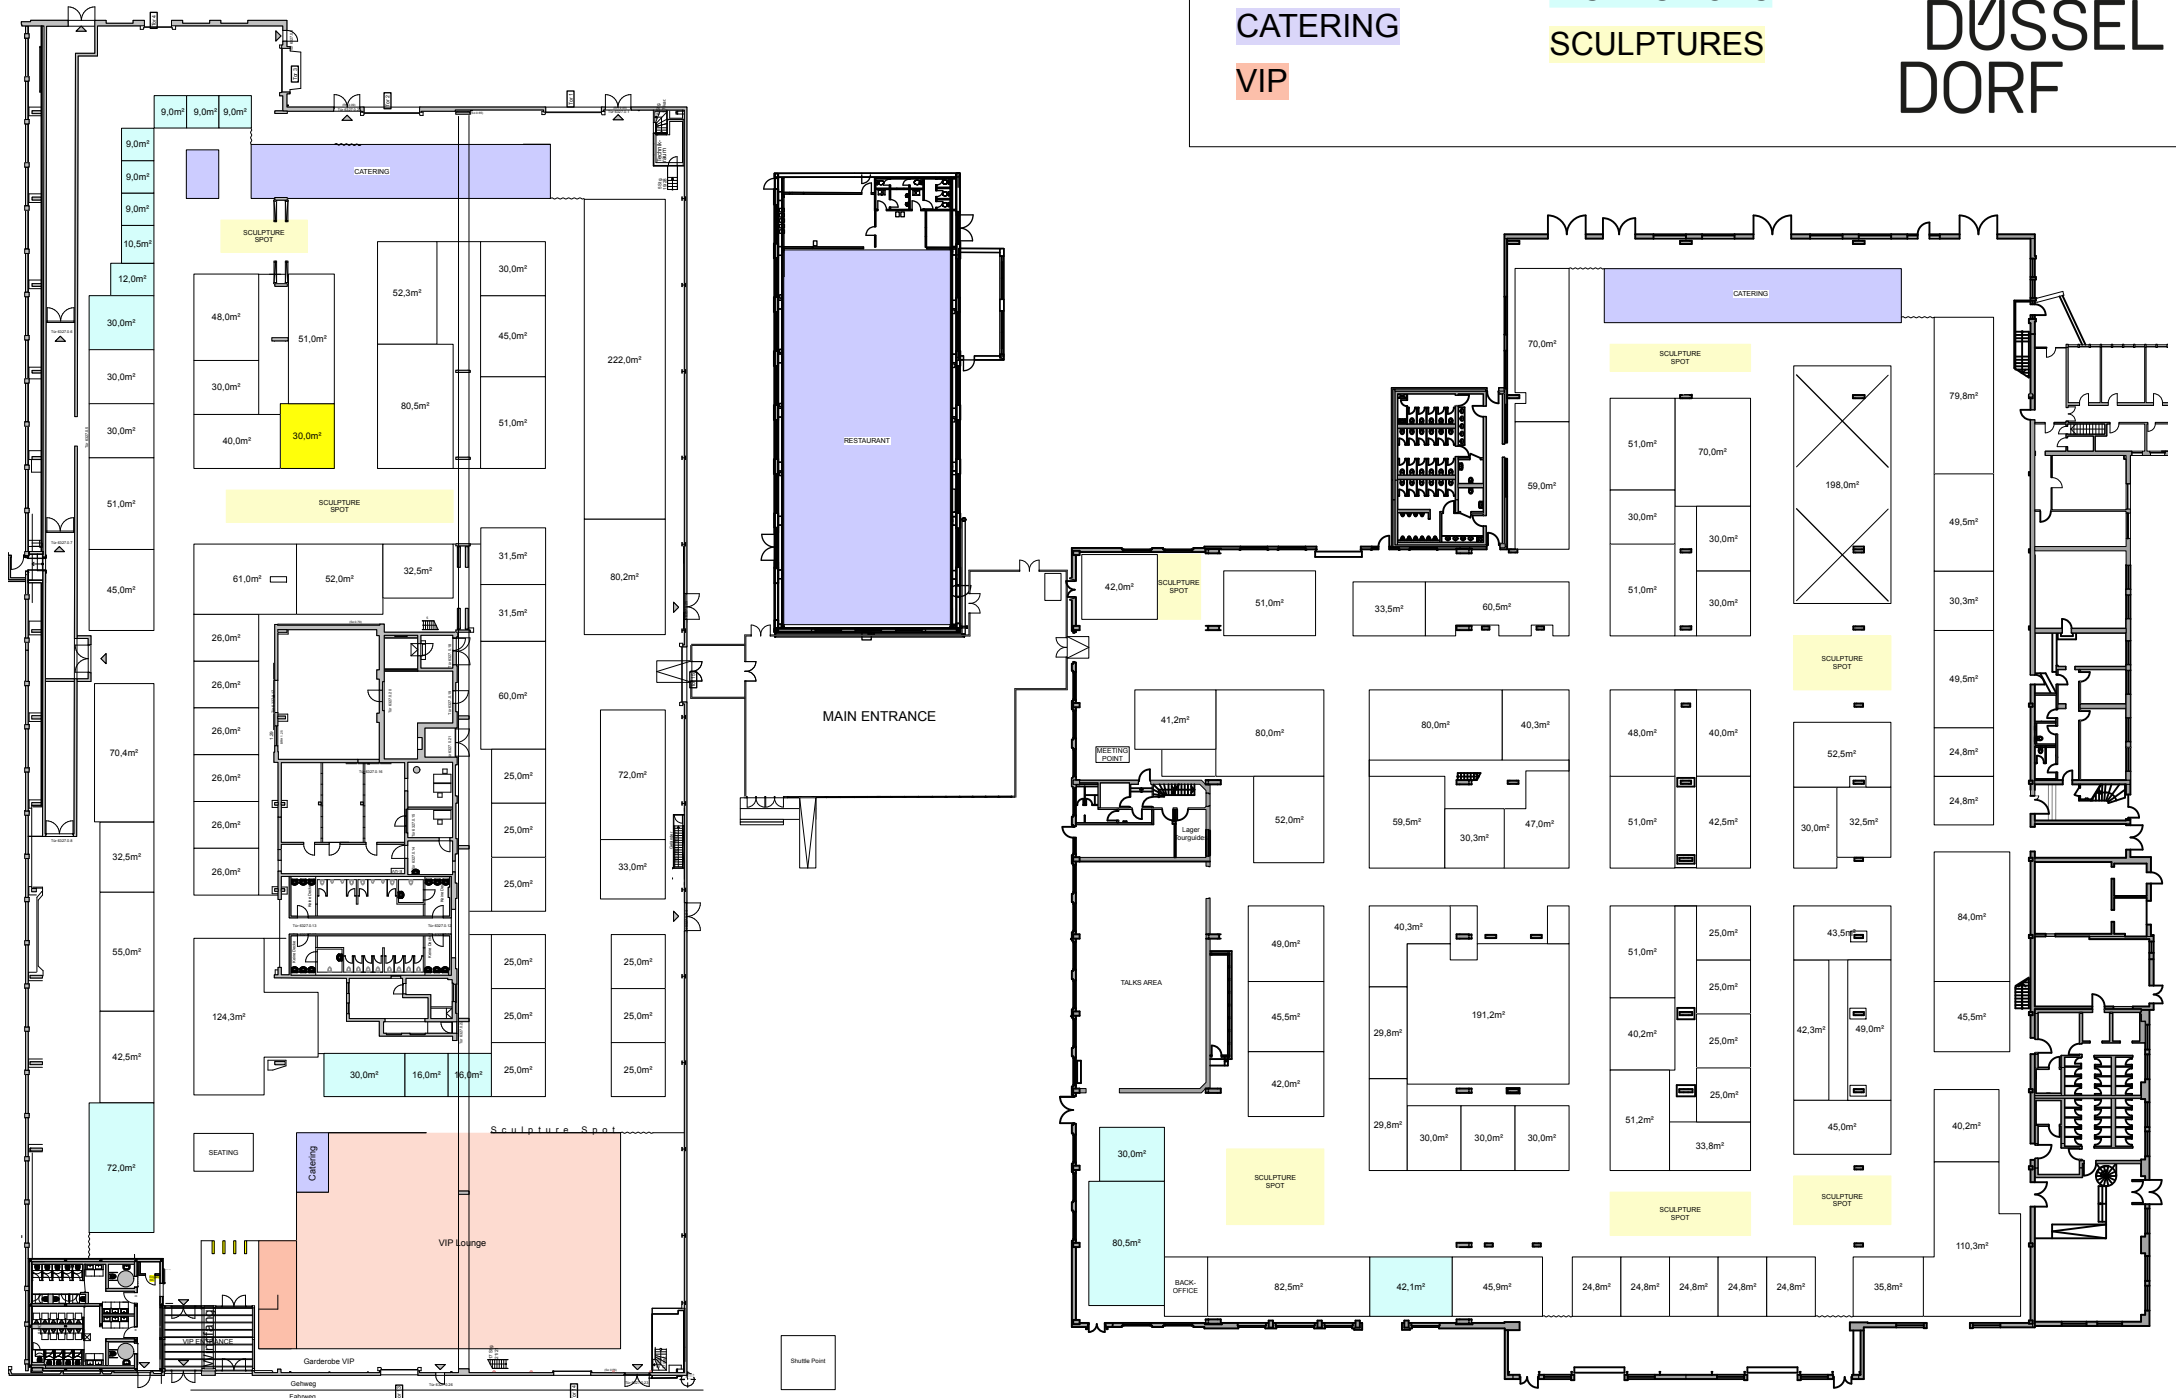 CATERING
SCULPTURES
VIP
DÜSSEL
DORF
9,0m²
9,0m²
9,0m²
9,0m²
9,0m²
9,0m²
10,5m²
12,0m²
30,0m²
30,0m²
30,0m²
51,0m²
45,0m²
70,4m²
32,5m²
55,0m²
42,5m²
72,0m²
CATERING
SCULPTURE
SPOT
48,0m²
51,0m²
30,0m²
40,0m²
30,0m²
52,3m²
80,5m²
30,0m²
45,0m²
51,0m²
222,0m²
80,2m²
SCULPTURE
SPOT
61,0m²
52,0m²
32,5m²
31,5m²
31,5m²
60,0m²
26,0m²
26,0m²
26,0m²
26,0m²
26,0m²
26,0m²
25,0m²
25,0m²
25,0m²
72,0m²
33,0m²
124,3m²
25,0m²
25,0m²
25,0m²
25,0m²
25,0m²
25,0m²
30,0m²
16,0m²
16,0m²
Sculpture Spot
SEATING
Catering
VIP Lounge
VIP ENTRANCE
Windfang
Garderobe VIP
Gehweg
Fahrweg
Shuttle Point
RESTAURANT
MAIN ENTRANCE
CATERING
70,0m²
59,0m²
SCULPTURE
SPOT
51,0m²
70,0m²
30,0m²
30,0m²
51,0m²
30,0m²
198,0m²
79,8m²
49,5m²
30,3m²
49,5m²
24,8m²
24,8m²
42,0m²
SCULPTURE
SPOT
51,0m²
33,5m²
60,5m²
SCULPTURE
SPOT
41,2m²
80,0m²
MEETING
POINT
52,0m²
Lager
Tourguides
80,0m²
40,3m²
59,5m²
30,3m²
47,0m²
48,0m²
40,0m²
51,0m²
42,5m²
52,5m²
30,0m²
32,5m²
84,0m²
45,5m²
TALKS AREA
49,0m²
45,5m²
42,0m²
40,3m²
191,2m²
29,8m²
29,8m²
30,0m²
30,0m²
30,0m²
51,0m²
25,0m²
25,0m²
40,2m²
25,0m²
25,0m²
51,2m²
33,8m²
43,5m²
42,3m²
49,0m²
45,0m²
40,2m²
110,3m²
30,0m²
80,5m²
SCULPTURE
SPOT
SCULPTURE
SPOT
SCULPTURE
SPOT
BACK-
OFFICE
82,5m²
42,1m²
45,9m²
24,8m²
24,8m²
24,8m²
24,8m²
24,8m²
35,8m²